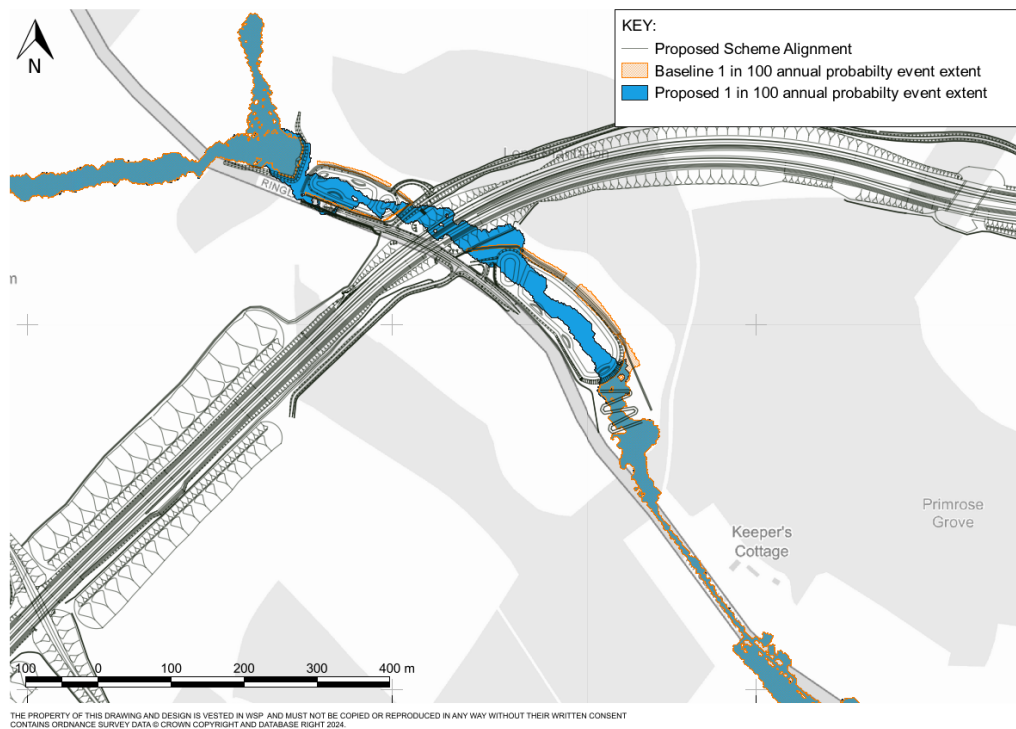 KEY:
Proposed Scheme Alignment
Baseline 1 in 100 annual probabilty event extent
Proposed 1 in 100 annual probabilty event extent
N
m
Keeper's
Cottage
Primrose
Grove
100 0 100 200 300 400 m
THE PROPERTY OF THIS DRAWING AND DESIGN IS VESTED IN WSP AND MUST NOT BE COPIED OR REPRODUCED IN ANY WAY WITHOUT THEIR WRITTEN CONSENT
CONTAINS ORDNANCE SURVEY DATA © CROWN COPYRIGHT AND DATABASE RIGHT 2024.